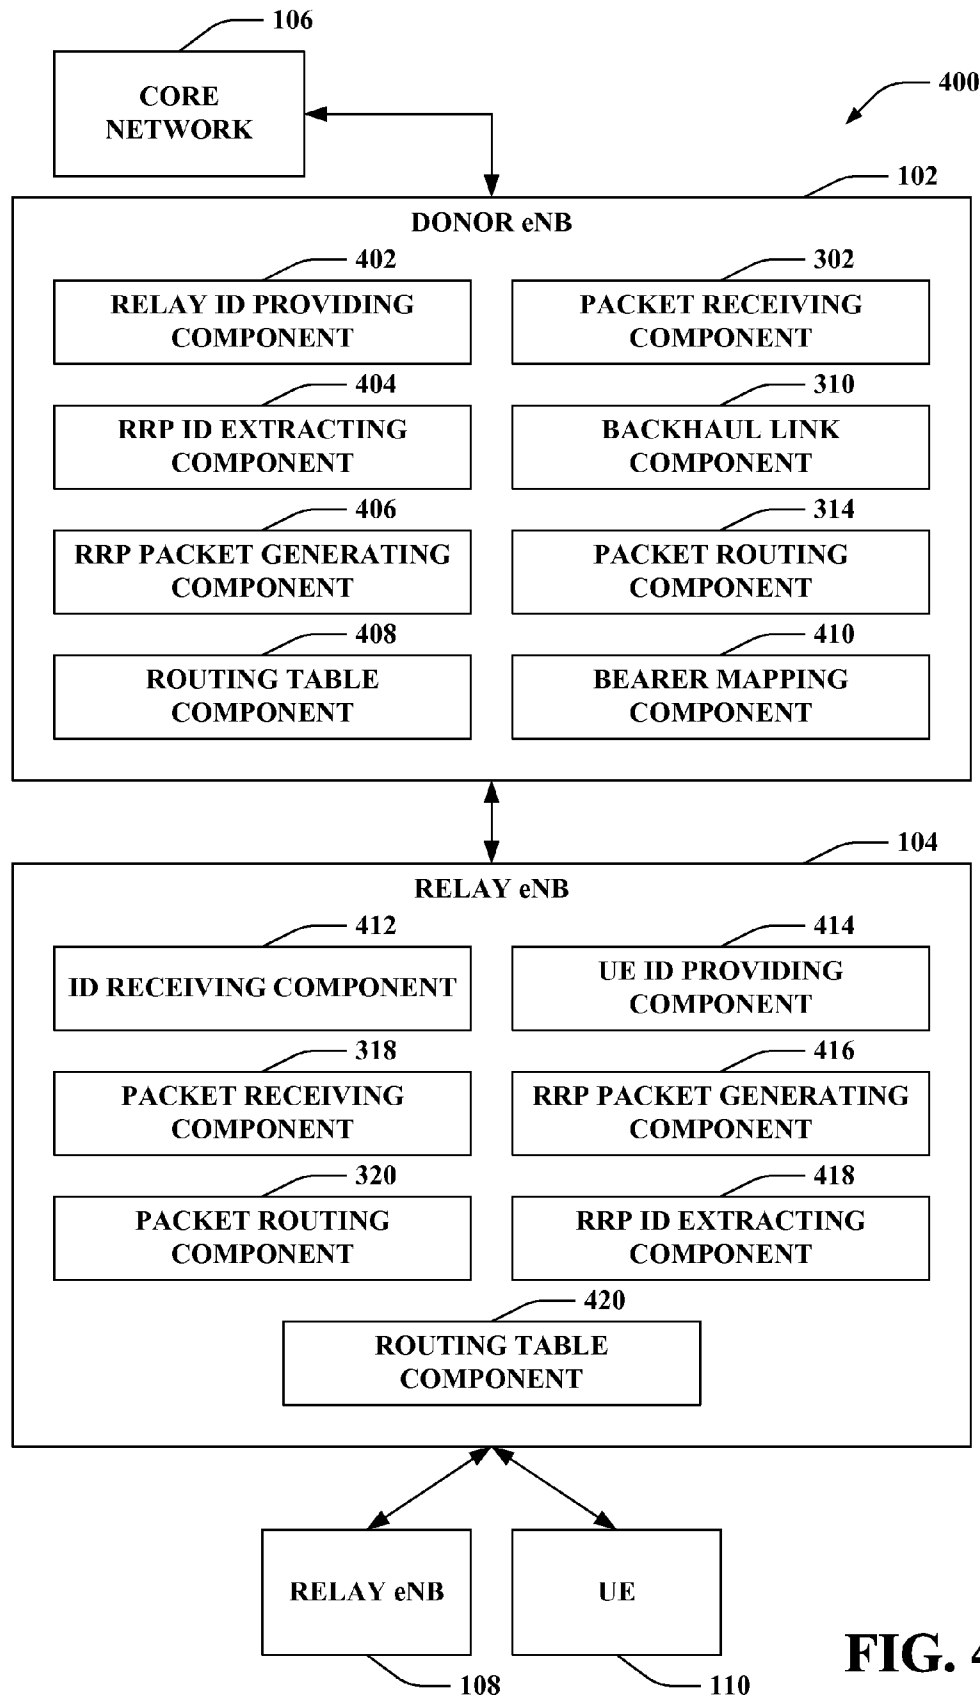 106
CORE
NETWORK
400
102
DONOR eNB
402
RELAY ID PROVIDING
COMPONENT
302
PACKET RECEIVING
COMPONENT
404
RRP ID EXTRACTING
COMPONENT
310
BACKHAUL LINK
COMPONENT
406
RRP PACKET GENERATING
COMPONENT
314
PACKET ROUTING
COMPONENT
408
ROUTING TABLE
COMPONENT
410
BEARER MAPPING
COMPONENT
104
RELAY eNB
412
ID RECEIVING COMPONENT
414
UE ID PROVIDING
COMPONENT
318
PACKET RECEIVING
COMPONENT
416
RRP PACKET GENERATING
COMPONENT
320
PACKET ROUTING
COMPONENT
418
RRP ID EXTRACTING
COMPONENT
420
ROUTING TABLE
COMPONENT
RELAY eNB
108
UE
110
FIG. 4